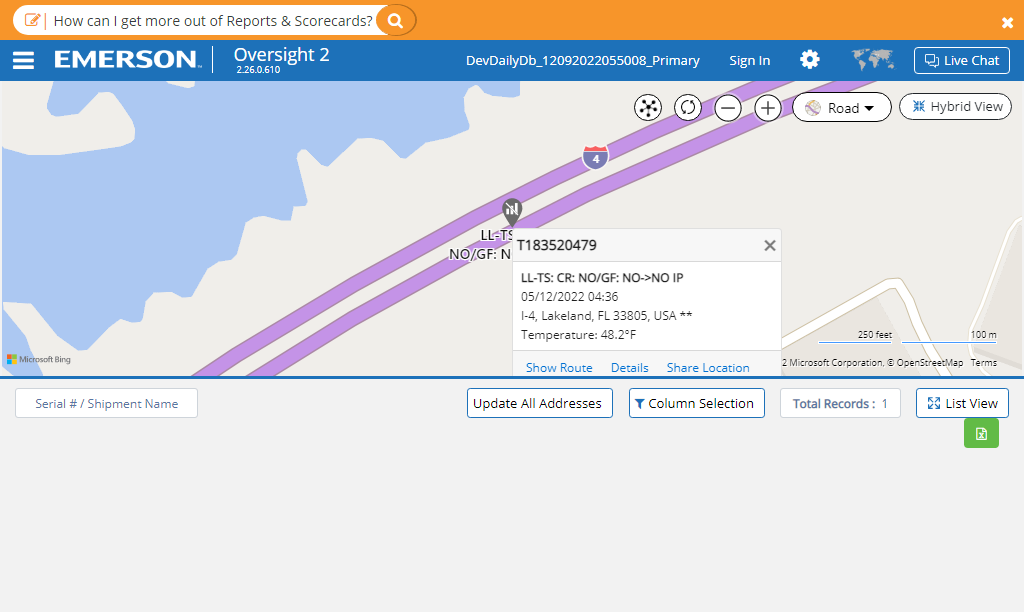 How can I get more out of Reports & Scorecards?
EMERSON
Oversight 2
2.26.0.610
DevDailyDb_12092022055008_Primary
Sign In
Live Chat
Road
Hybrid View
4
LL-TS
NO/GF: N
T183520479
LL-TS: CR: NO/GF: NO->NO IP
05/12/2022 04:36
I-4, Lakeland, FL 33805, USA **
Temperature: 48.2°F
Show Route
Details
Share Location
250 feet
100 m
Microsoft Bing
2 Microsoft Corporation, © OpenStreetMap
Terms
Serial # / Shipment Name
Update All Addresses
Column Selection
Total Records : 1
List View